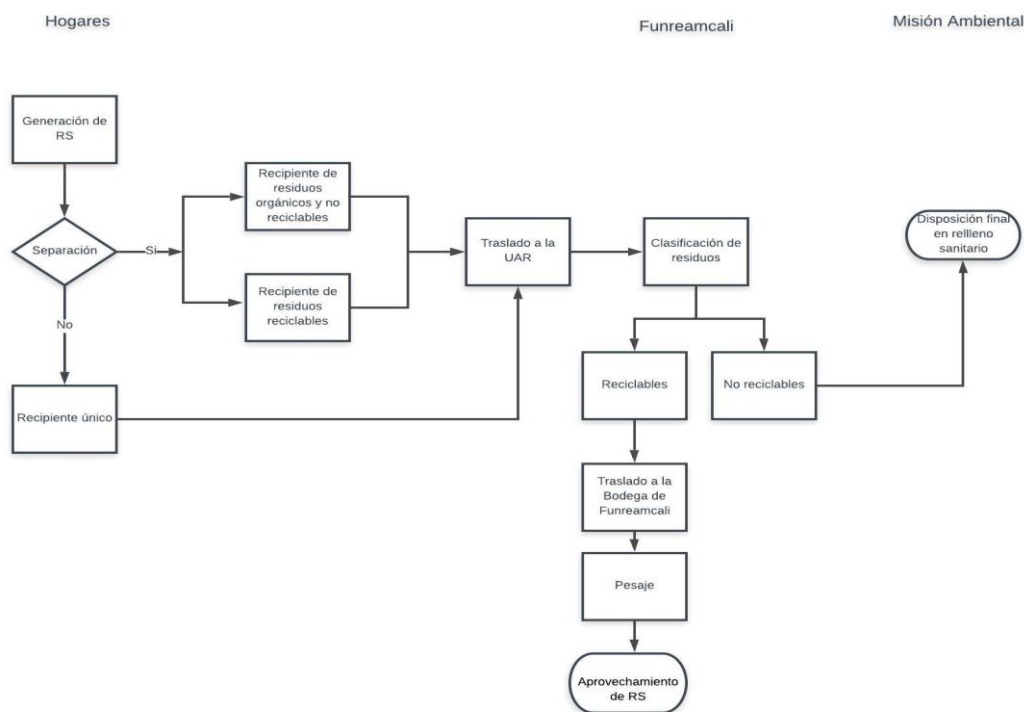 Hogares
Funreamcali
Misión Ambiental
Generación de
RS
Separación
Si
No
Recipiente de
residuos
orgánicos y no
reciclables
Recipiente de
residuos
reciclables
Recipiente único
Traslado a la
UAR
Clasificación de
residuos
Reciclables
No reciclables
Disposición final
en rellleno
sanitario
Traslado a la
Bodega de
Funreamcali
Pesaje
Aprovechamiento
de RS